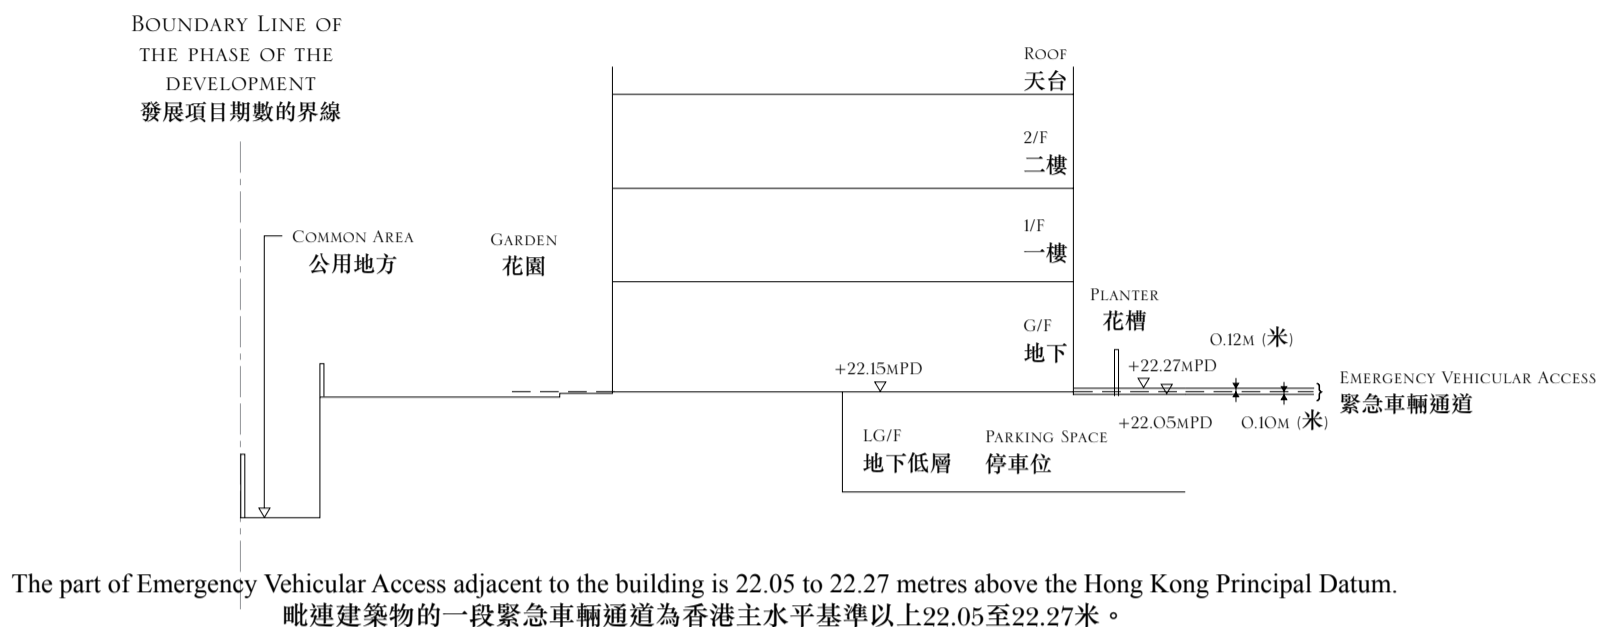 BOUNDARY LINE OF
THE PHASE OF THE
DEVELOPMENT
發展項目期數的界線
ROOF
天台
2/F
二樓
1/F
一樓
COMMON AREA
公用地方
GARDEN
花園
PLANTER
花槽
G/F
地下
0.12M (米)
+22.15MPD
+22.27MPD
EMERGENCY VEHICULAR ACCESS
緊急車輛通道
+22.05MPD
0.10M (米)
LG/F
地下低層
PARKING SPACE
停車位
The part of Emergency Vehicular Access adjacent to the building is 22.05 to 22.27 metres above the Hong Kong Principal Datum.
毗連建築物的一段緊急車輛通道為香港主水平基準以上22.05至22.27米。